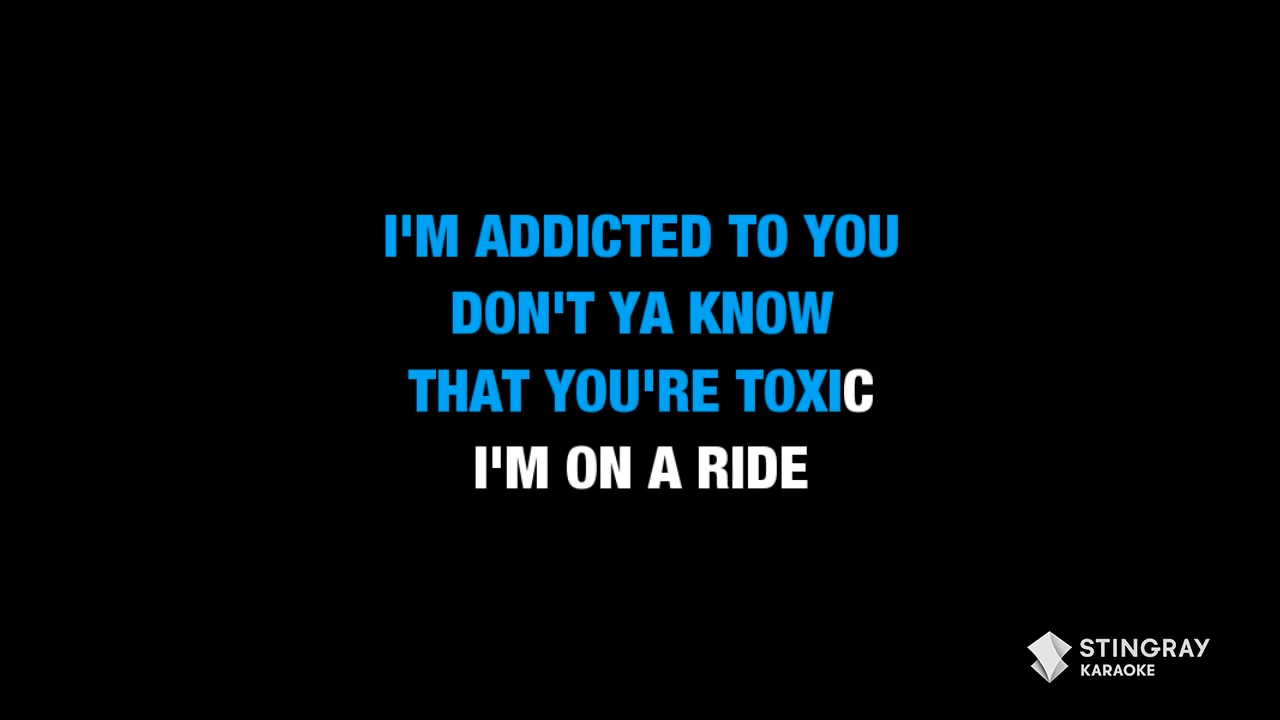 I'M ADDICTED TO YOU
DON'T YA KNOW
THAT YOU'RE TOXIC
I'M ON A RIDE
STINGRAY
KARAOKE